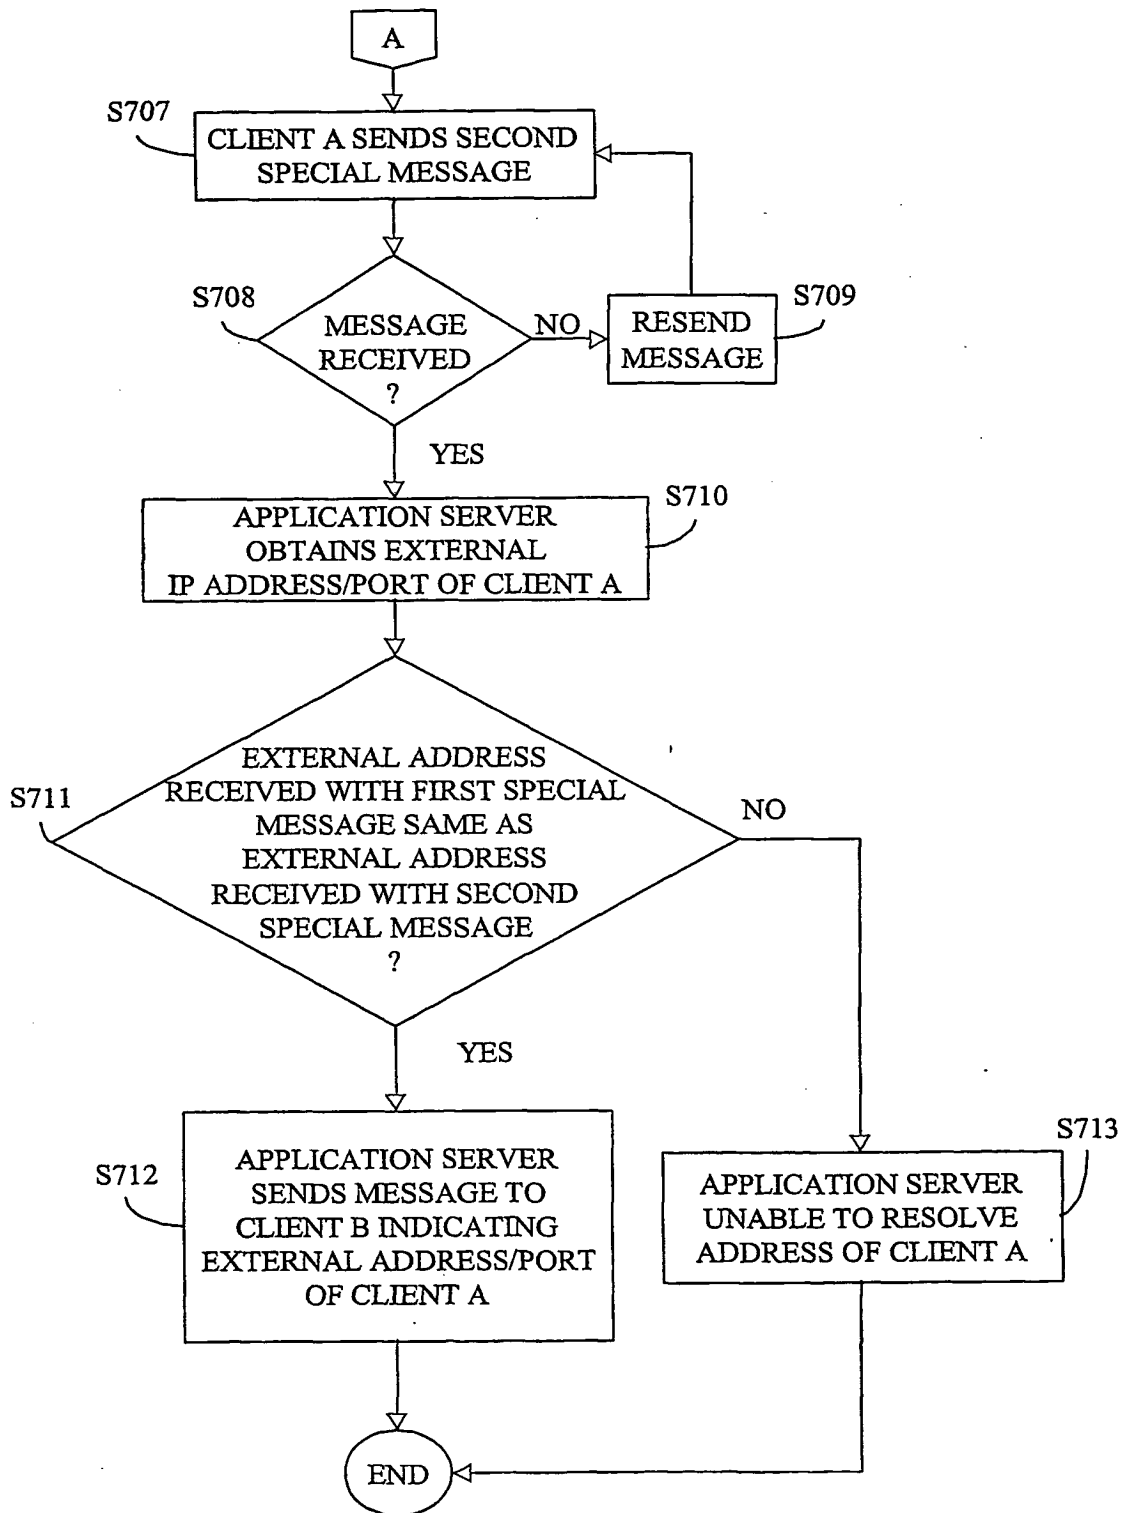 A
S707
CLIENT A SENDS SECOND
SPECIAL MESSAGE
S708
MESSAGE
RECEIVED
?
NO
RESEND
MESSAGE
S709
YES
S710
APPLICATION SERVER
OBTAINS EXTERNAL
IP ADDRESS/PORT OF CLIENT A
S711
EXTERNAL ADDRESS
RECEIVED WITH FIRST SPECIAL
MESSAGE SAME AS
EXTERNAL ADDRESS
RECEIVED WITH SECOND
SPECIAL MESSAGE
?
NO
YES
S712
APPLICATION SERVER
SENDS MESSAGE TO
CLIENT B INDICATING
EXTERNAL ADDRESS/PORT
OF CLIENT A
S713
APPLICATION SERVER
UNABLE TO RESOLVE
ADDRESS OF CLIENT A
END